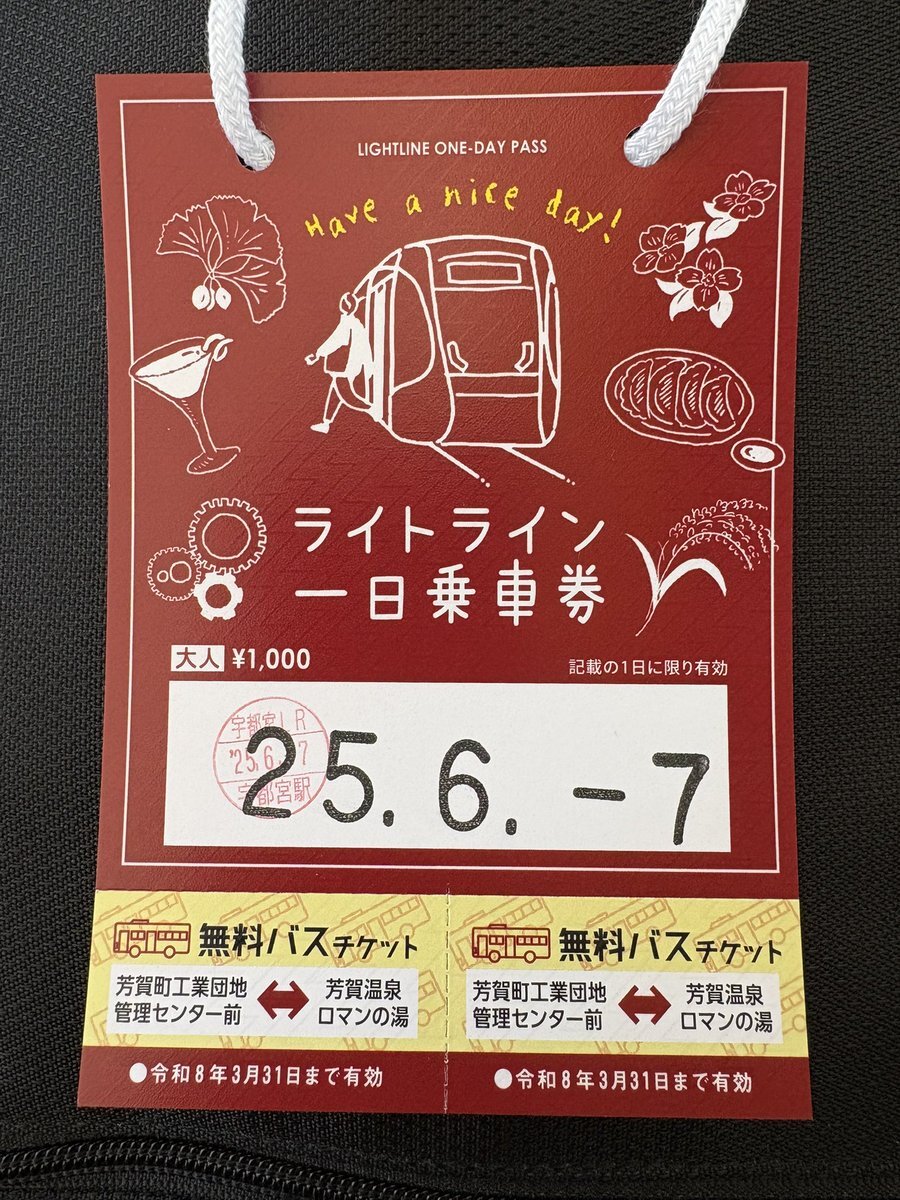 LIGHTLINE ONE-DAY PASS
Have a nice day!
ライトライン
一日乗車券
大人 ¥1,000
記載の1日に限り有効
宇都宮LR
'25.6.-7
宇都宮駅
25.6.-7
無料バスチケット
芳賀町工業団地
管理センター前
芳賀温泉
ロマンの湯
●令和8年3月31日まで有効
無料バスチケット
芳賀町工業団地
管理センター前
芳賀温泉
ロマンの湯
●令和8年3月31日まで有効